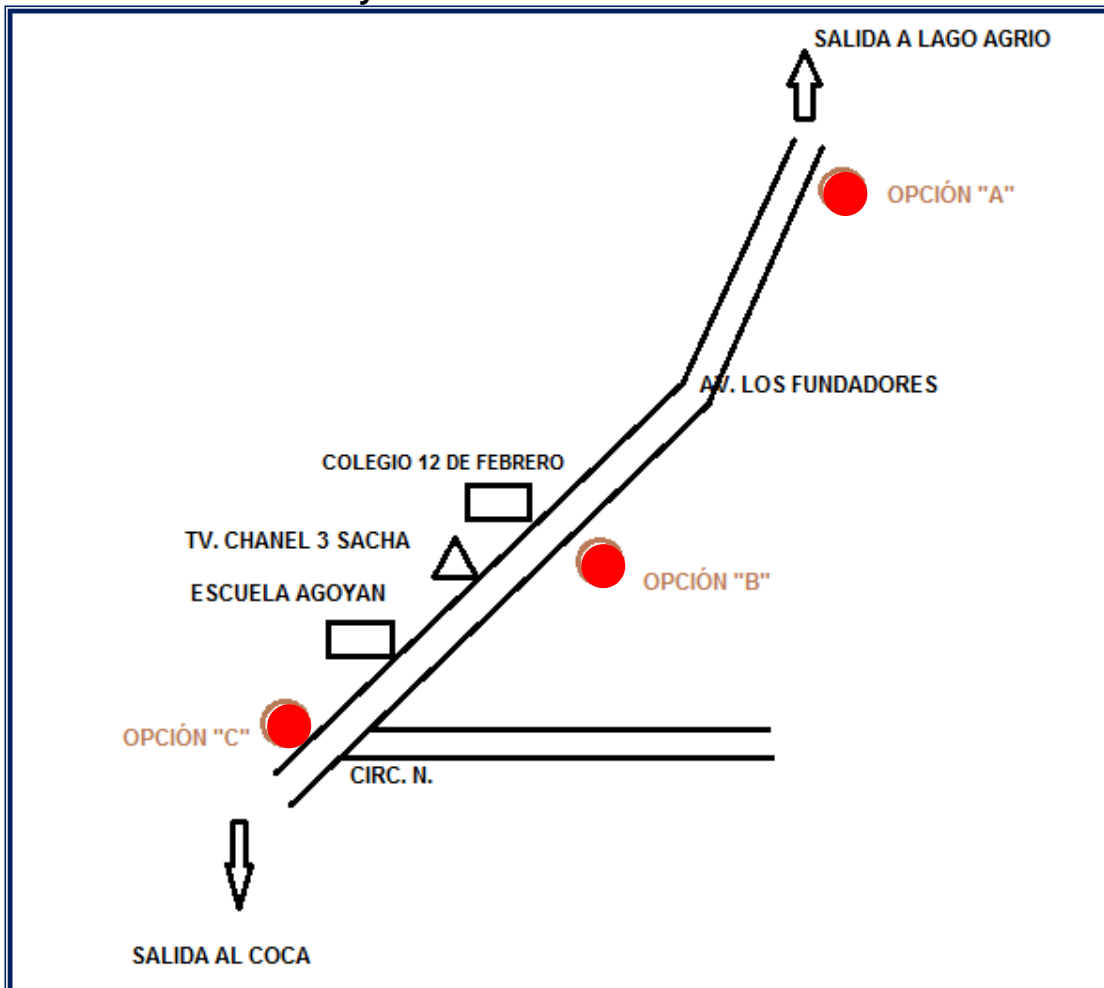 SALIDA A LAGO AGRIO
OPCIÓN "A"
AV. LOS FUNDADORES
COLEGIO 12 DE FEBRERO
TV. CHANEL 3 SACHA
OPCIÓN "B"
ESCUELA AGOYAN
OPCIÓN "C"
CIRC. N.
SALIDA AL COCA